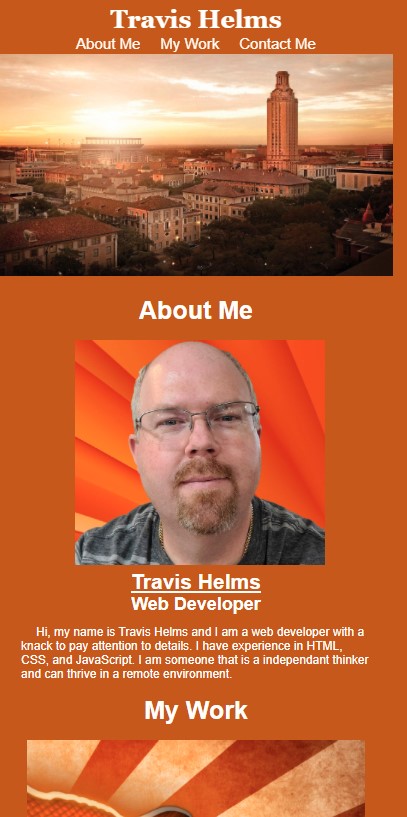 Travis Helms
About Me My Work Contact Me
About Me
Travis Helms
Web Developer
Hi, my name is Travis Helms and I am a web developer with a
knack to pay attention to details. I have experience in HTML,
CSS, and JavaScript. I am someone that is a independant thinker
and can thrive in a remote environment.
My Work